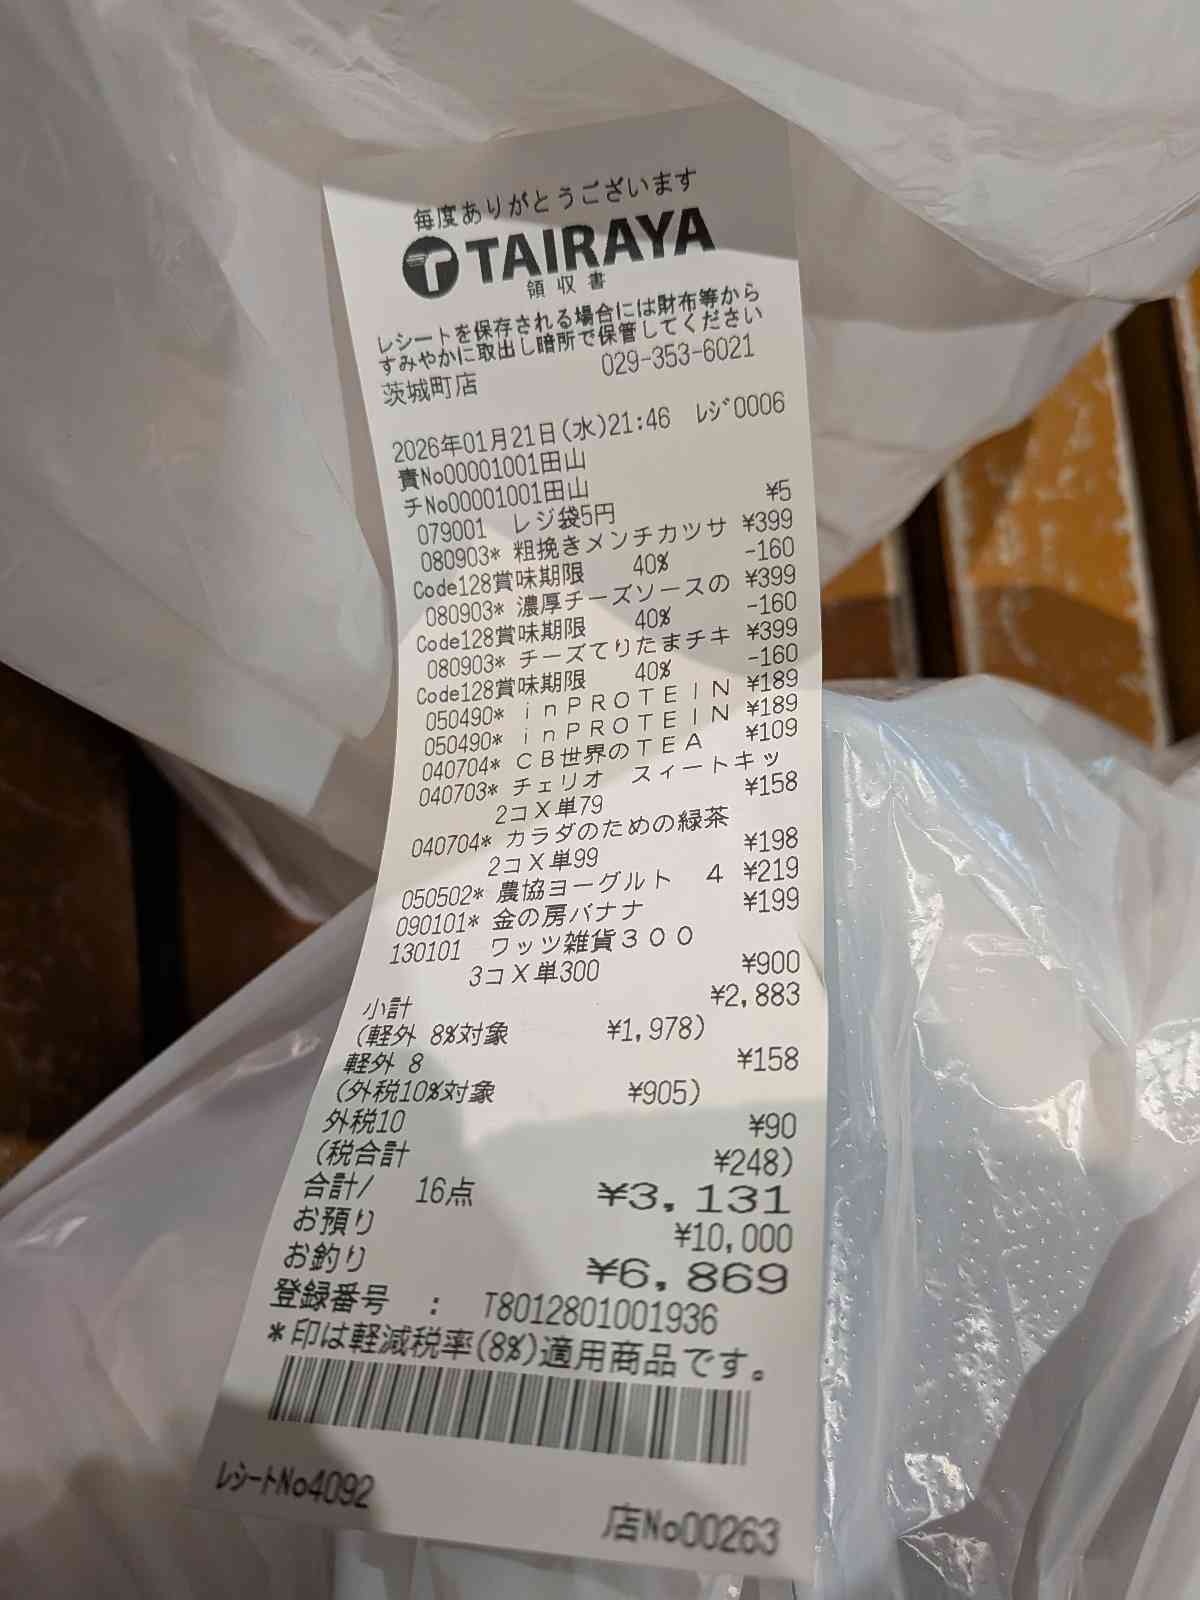 毎度ありがとうございます
TAIRAYA
領収書
レシートを保存される場合には財布等から
すみやかに取出し暗所で保管してください
茨城町店 029-353-6021
2026年01月21日(水)21:46 レジ0006
責No00001001田山
チNo00001001田山
079001 レジ袋5円 ¥5
080903* 粗挽きメンチカツサ ¥399
Code128賞味期限 40% -160
080903* 濃厚チーズソースの ¥399
Code128賞味期限 40% -160
080903* チーズてりたまチキ ¥399
Code128賞味期限 40% -160
050490* inPROTEIN ¥189
050490* inPROTEIN ¥189
040704* CB世界のTEA ¥109
040703* チェリオ スィートキッ
2コX単79 ¥158
040704* カラダのための緑茶
2コX単99 ¥198
050502* 農協ヨーグルト 4 ¥219
090101* 金の房バナナ ¥199
130101 ワッツ雑貨300
3コX単300 ¥900
小計 ¥2,883
(軽外 8%対象 ¥1,978)
軽外 8 ¥158
(外税10%対象 ¥905)
外税10 ¥90
(税合計 ¥248)
合計/ 16点 ¥3,131
お預り ¥10,000
お釣り ¥6,869
登録番号 : T8012801001936
*印は軽減税率(8%)適用商品です。
レシートNo4092 店No00263